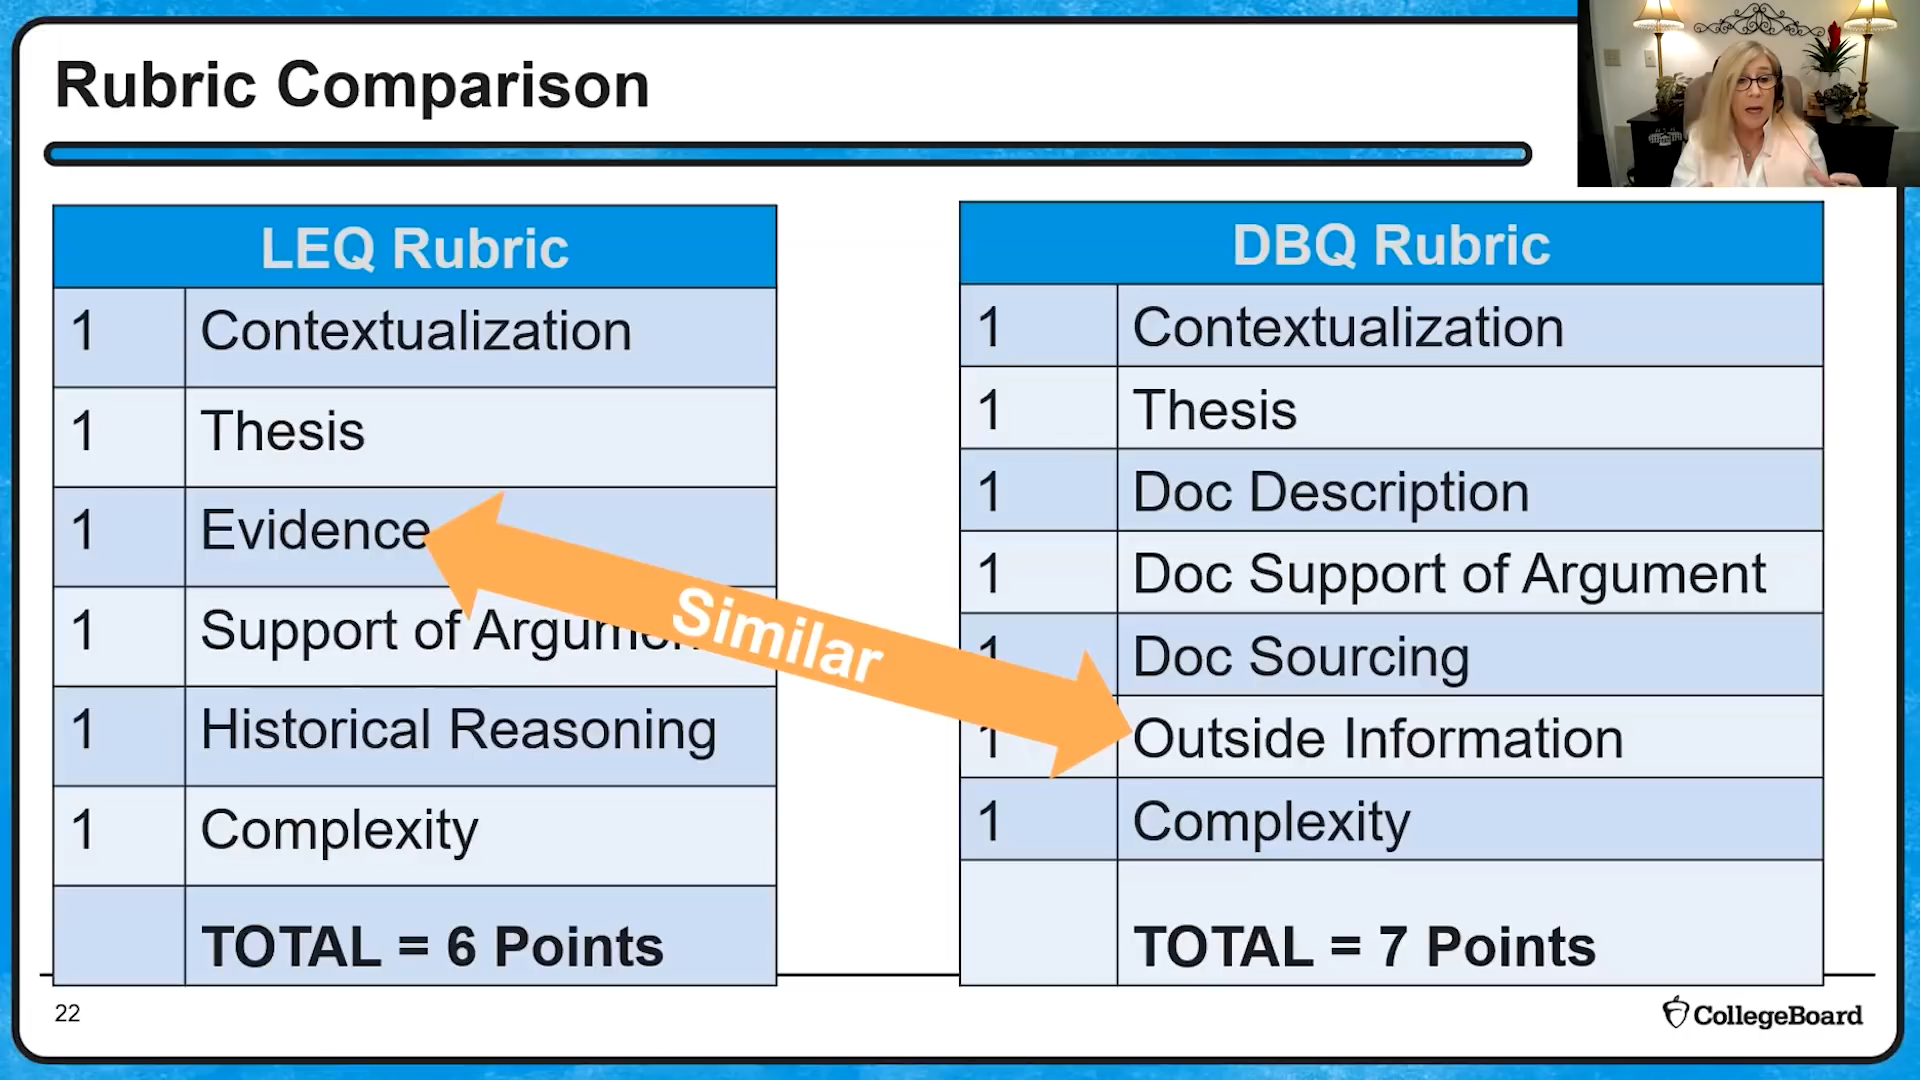 Rubric Comparison
LEQ Rubric
1 Contextualization
1 Thesis
1 Evidence
1 Support of
1 Historical Reasoning
1 Complexity
TOTAL = 6 Points
Similar
DBQ Rubric
1 Contextualization
1 Thesis
1 Doc Description
1 Doc Support of Argument
1 Doc Sourcing
1 Outside Information
1 Complexity
TOTAL = 7 Points
22
CollegeBoard